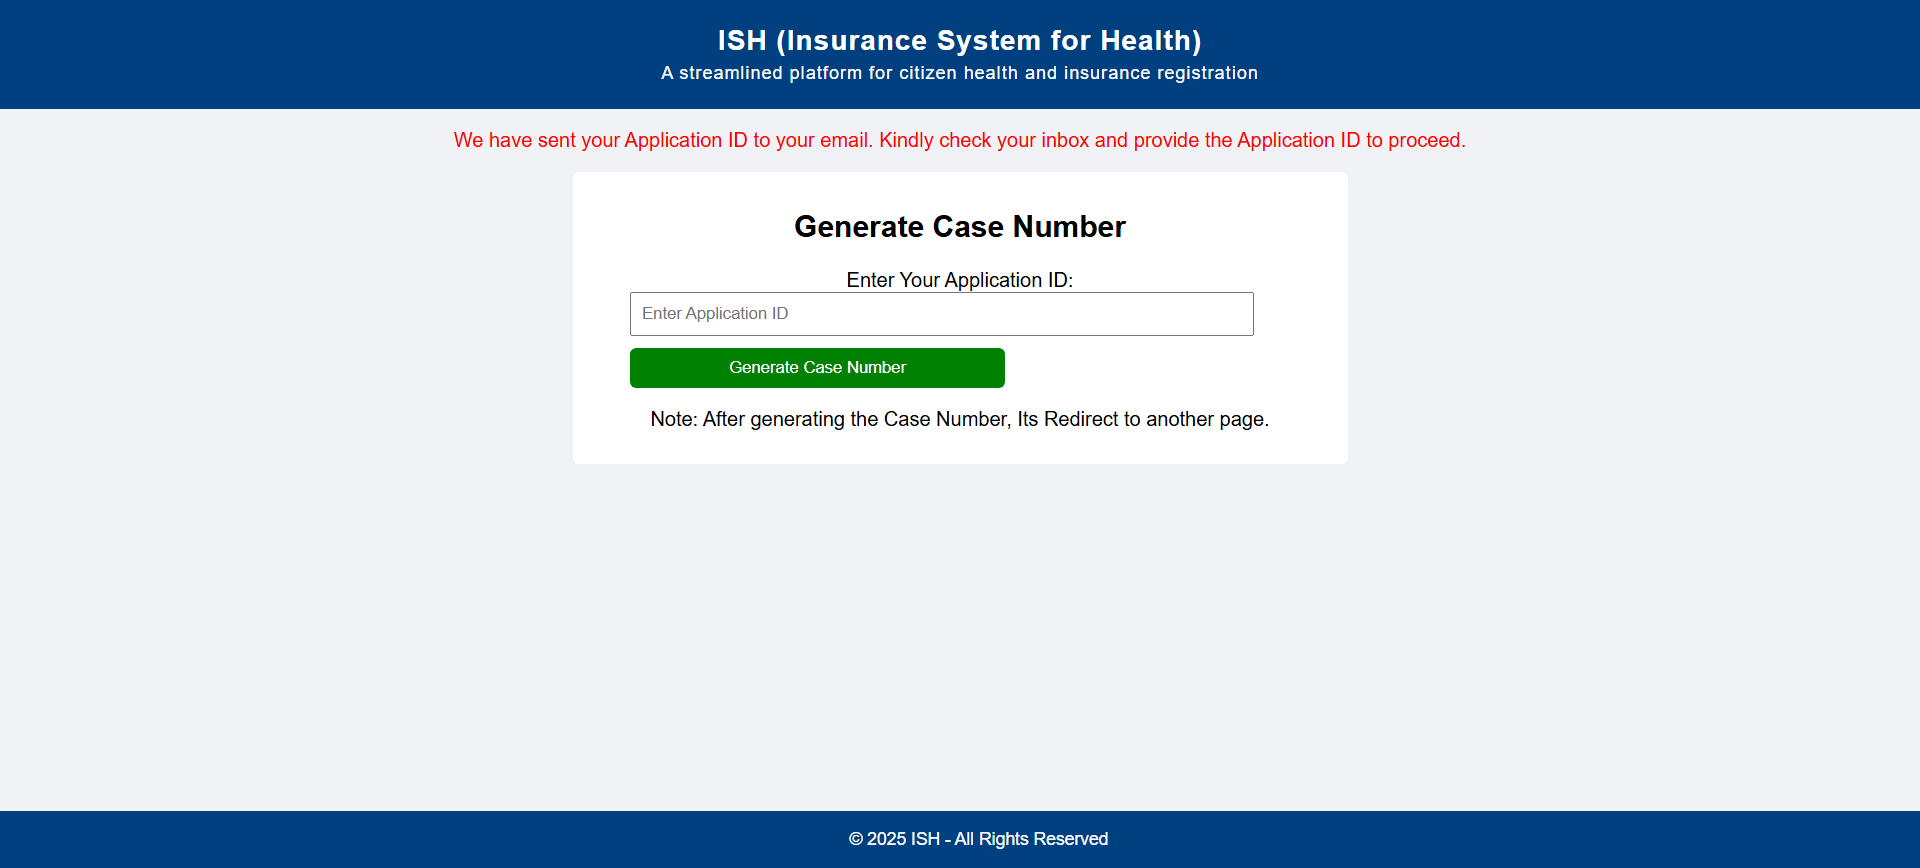 ISH (Insurance System for Health)
A streamlined platform for citizen health and insurance registration
We have sent your Application ID to your email. Kindly check your inbox and provide the Application ID to proceed.
Generate Case Number
Enter Your Application ID:
Enter Application ID
Generate Case Number
Note: After generating the Case Number, Its Redirect to another page.
© 2025 ISH - All Rights Reserved